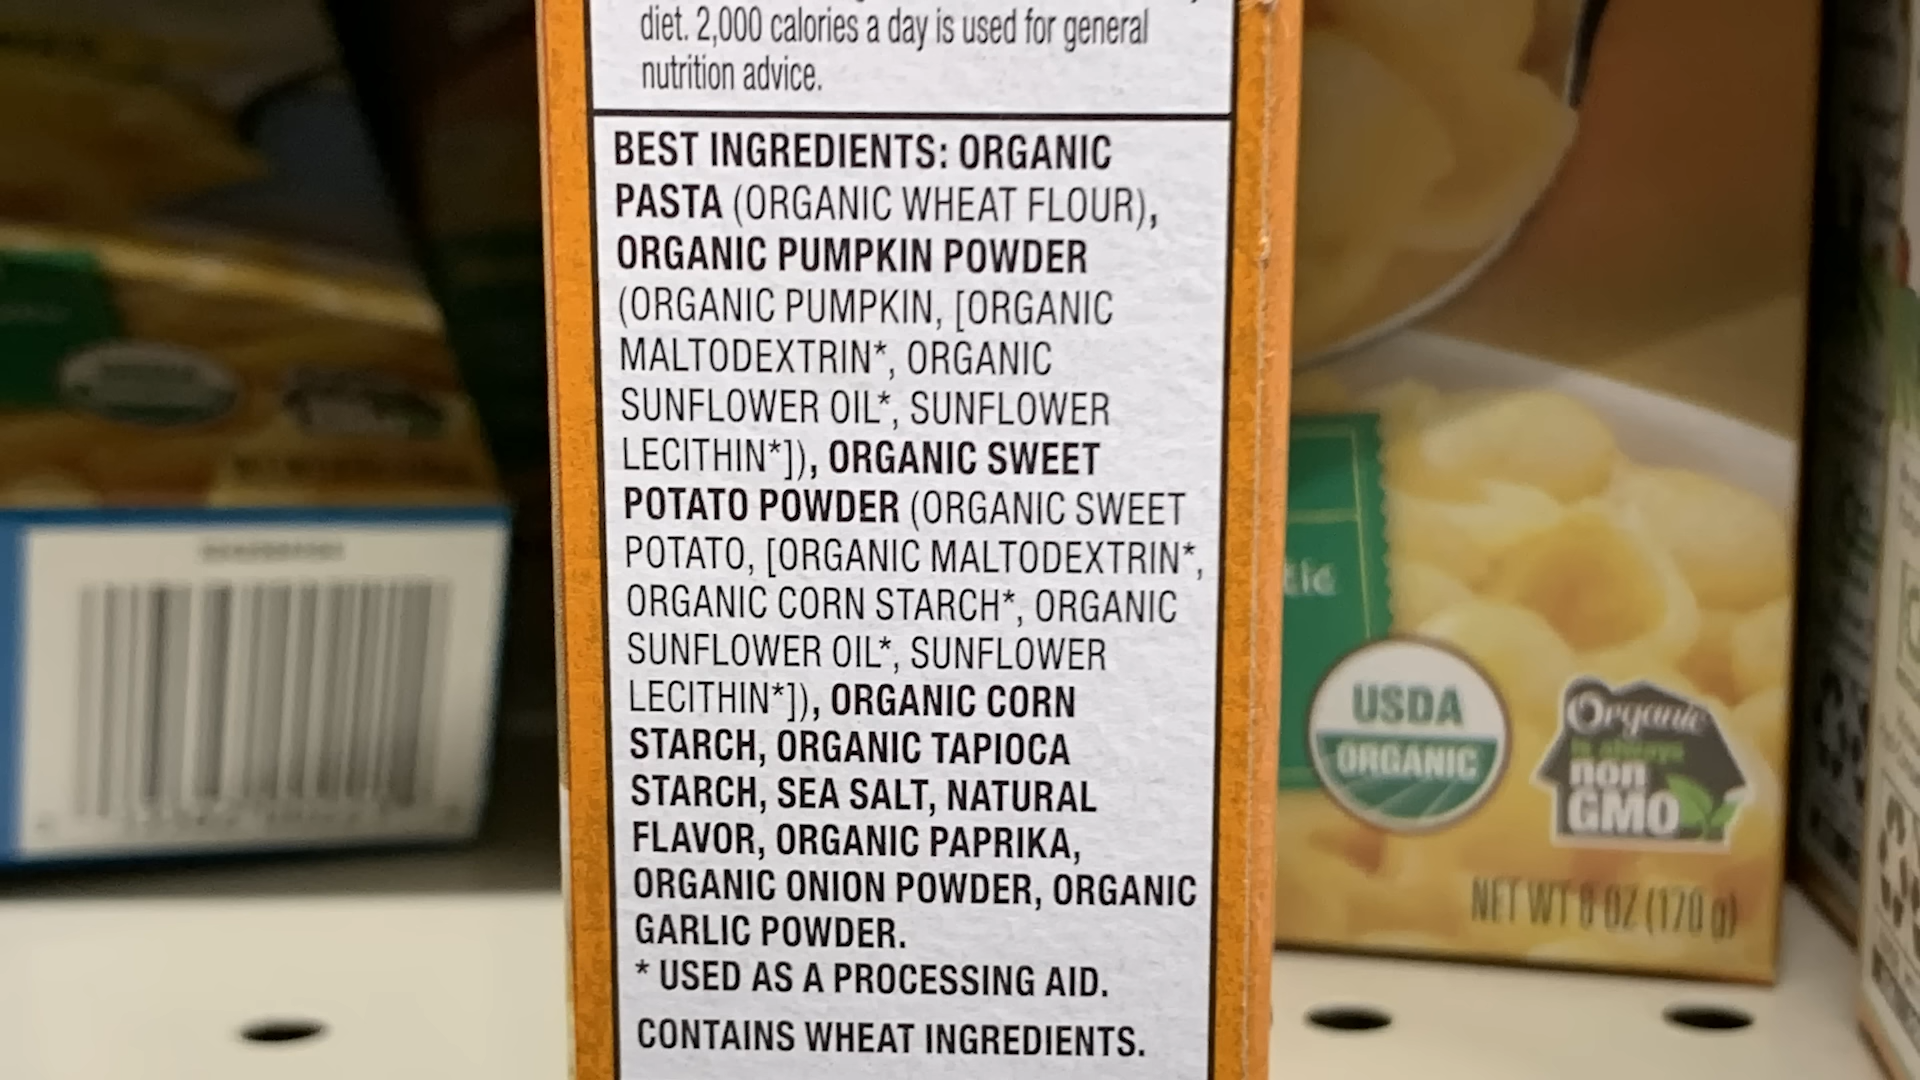 diet. 2,000 calories a day is used for general
nutrition advice.
BEST INGREDIENTS: ORGANIC
PASTA (ORGANIC WHEAT FLOUR),
ORGANIC PUMPKIN POWDER
(ORGANIC PUMPKIN, [ORGANIC
MALTODEXTRIN*, ORGANIC
SUNFLOWER OIL*, SUNFLOWER
LECITHIN*]), ORGANIC SWEET
POTATO POWDER (ORGANIC SWEET
POTATO, [ORGANIC MALTODEXTRIN*,
ORGANIC CORN STARCH*, ORGANIC
SUNFLOWER OIL*, SUNFLOWER
LECITHIN*]), ORGANIC CORN
STARCH, ORGANIC TAPIOCA
STARCH, SEA SALT, NATURAL
FLAVOR, ORGANIC PAPRIKA,
ORGANIC ONION POWDER, ORGANIC
GARLIC POWDER.
* USED AS A PROCESSING AID.
CONTAINS WHEAT INGREDIENTS.
USDA
ORGANIC
Organic
is always
non
GMO
NET WT 6 OZ (170 g)